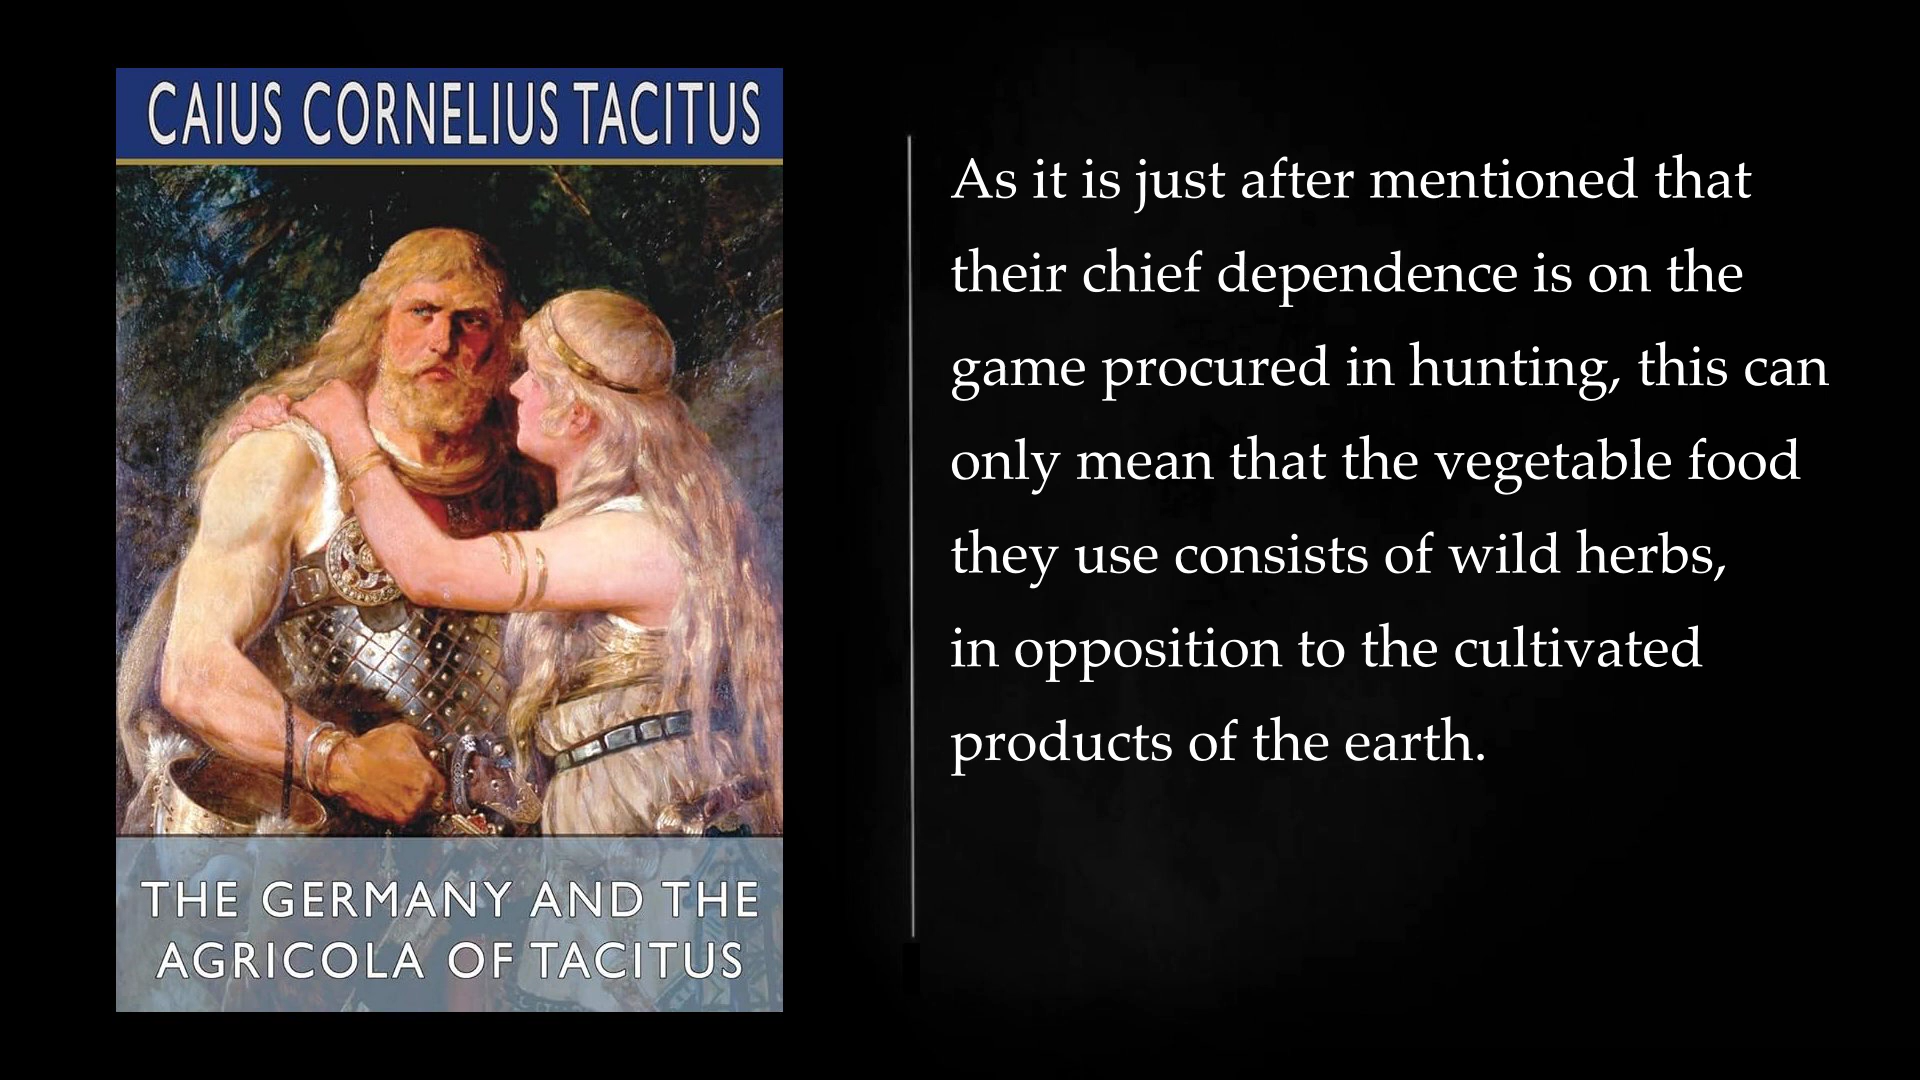 CAIUS CORNELIUS TACITUS
THE GERMANY AND THE
AGRICOLA OF TACITUS
As it is just after mentioned that
their chief dependence is on the
game procured in hunting, this can
only mean that the vegetable food
they use consists of wild herbs,
in opposition to the cultivated
products of the earth.